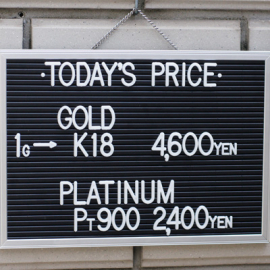 ·TODAY'S PRICE·
GOLD
1G→ K18 4,600YEN
PLATINUM
PT900 2,400YEN